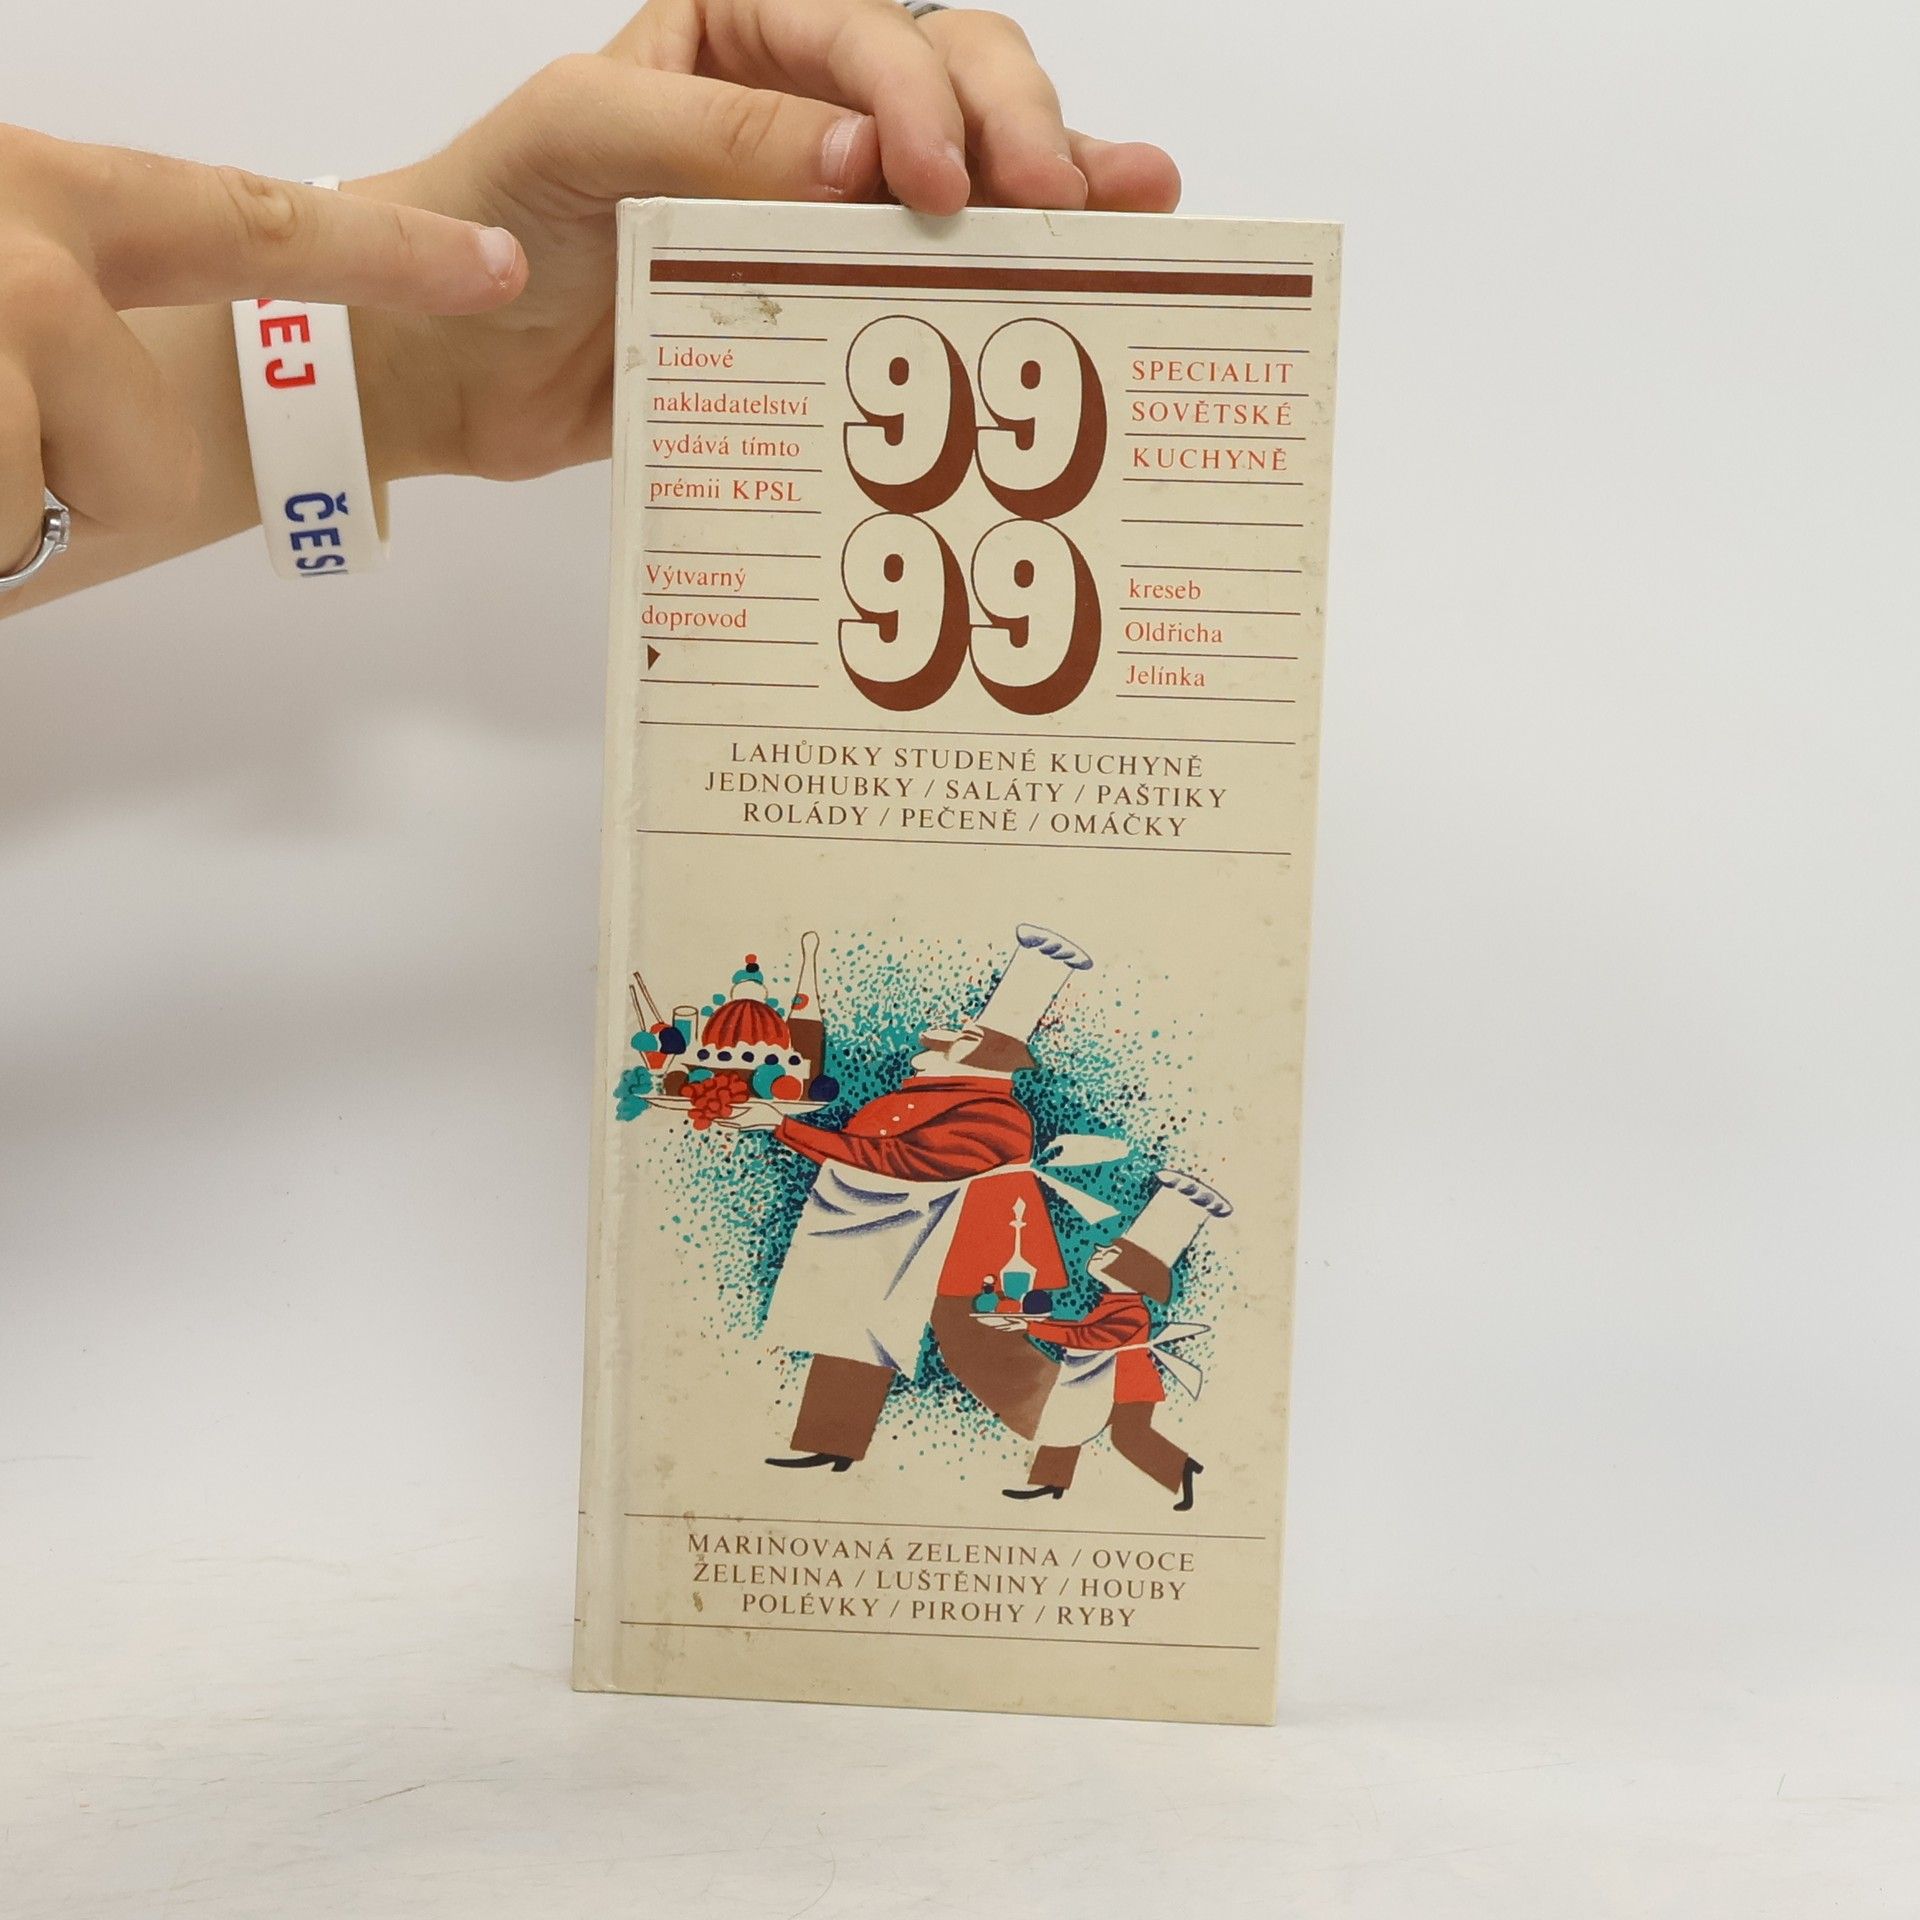 EJ
Lidové
nakladatelství
vydává tímto
prémii KPSL
99
SPECIALIT
SOVĚTSKÉ
KUCHYNĚ
Výtvarný
doprovod
99
kreseb
Oldřicha
Jelínka
LAHŮDKY STUDENÉ KUCHYNĚ
JEDNOHUBKY / SALÁTY / PAŠTIKY
ROLÁDY / PEČENĚ / OMÁČKY
MARINOVANÁ ZELENINA / OVOCE
ZELENINA / LUŠTĚNINY / HOUBY
POLÉVKY / PIROHY / RYBY